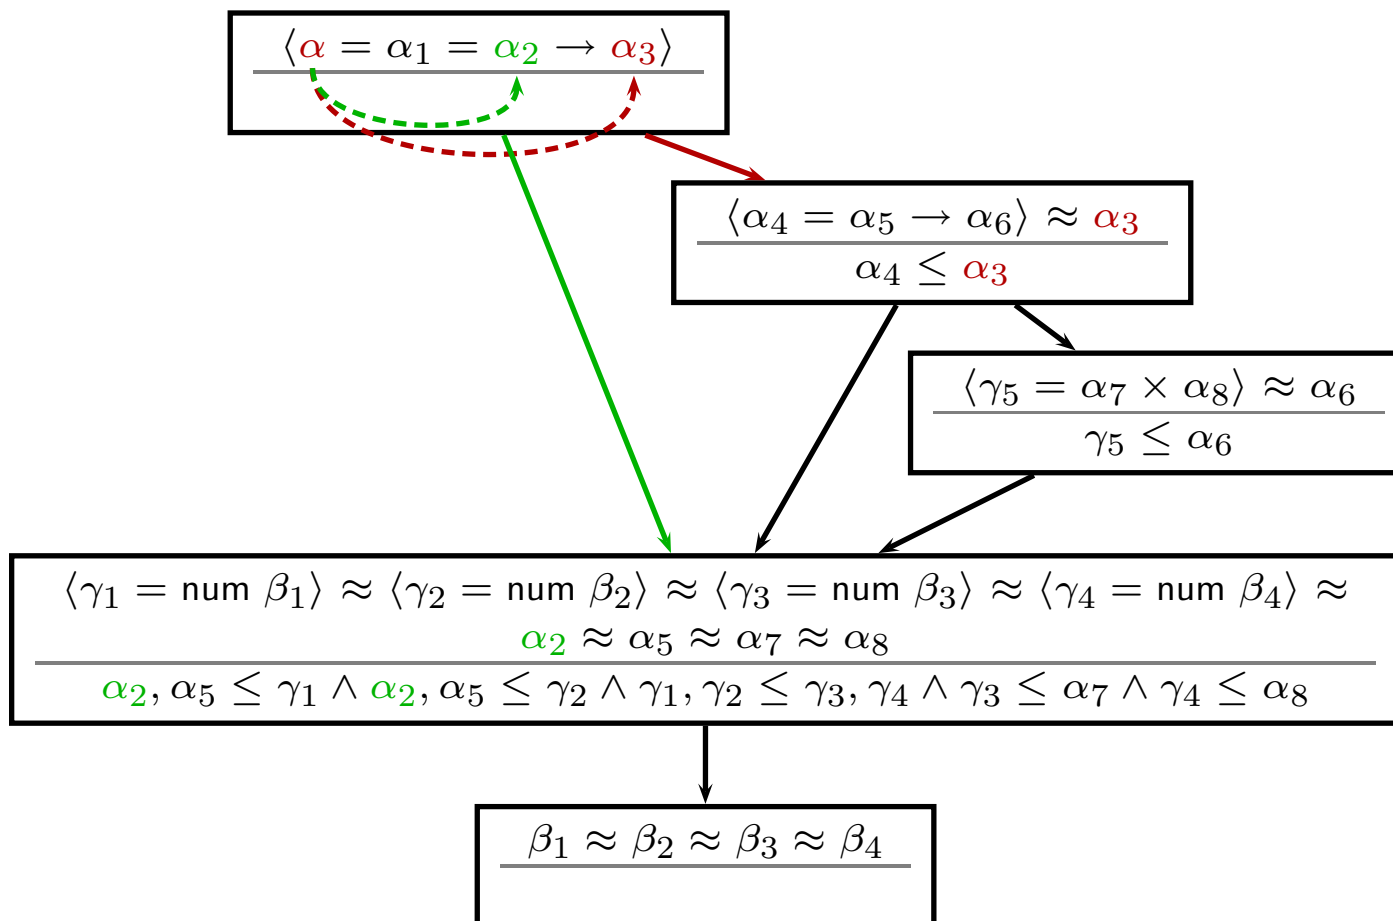 ⟨α = α₁ = α₂ → α₃⟩
⟨α₄ = α₅ → α₆⟩ ≈ α₃
α₄ ≤ α₃
⟨γ₅ = α₇ × α₈⟩ ≈ α₆
γ₅ ≤ α₆
⟨γ₁ = num β₁⟩ ≈ ⟨γ₂ = num β₂⟩ ≈ ⟨γ₃ = num β₃⟩ ≈ ⟨γ₄ = num β₄⟩ ≈
α₂ ≈ α₅ ≈ α₇ ≈ α₈
α₂, α₅ ≤ γ₁ ∧ α₂, α₅ ≤ γ₂ ∧ γ₁, γ₂ ≤ γ₃, γ₄ ∧ γ₃ ≤ α₇ ∧ γ₄ ≤ α₈
β₁ ≈ β₂ ≈ β₃ ≈ β₄